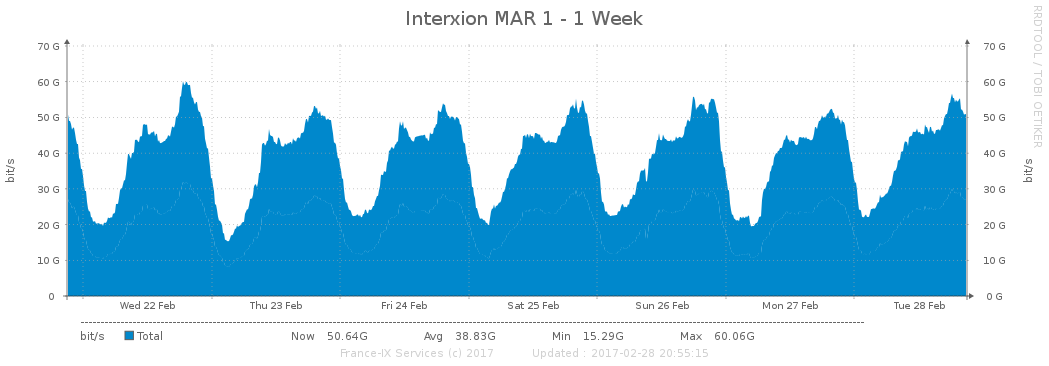 Interxion MAR 1 - 1 Week
RRDTOOL / TOBI OETIKER
bit/s
70 G 70 G
60 G 60 G
50 G 50 G
40 G 40 G
30 G 30 G
20 G 20 G
10 G 10 G
0 0 G
bit/s
Wed 22 Feb Thu 23 Feb Fri 24 Feb Sat 25 Feb Sun 26 Feb Mon 27 Feb Tue 28 Feb
bit/s Total Now 50.64G Avg 38.83G Min 15.29G Max 60.06G
France-IX Services (c) 2017 Updated : 2017-02-28 20:55:15